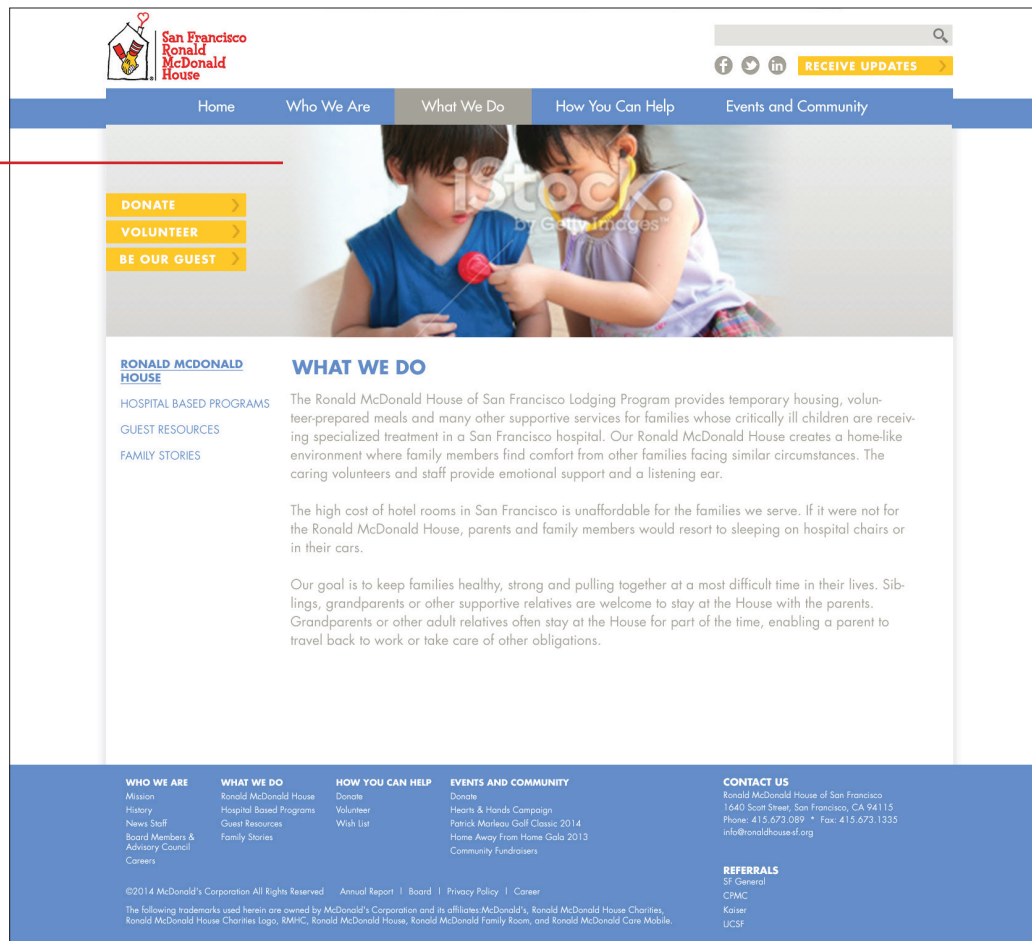 San Francisco
Ronald
McDonald
House
RECEIVE UPDATES
Home
Who We Are
What We Do
How You Can Help
Events and Community
iStock.
by Getty Images™
DONATE
VOLUNTEER
BE OUR GUEST
RONALD MCDONALD
HOUSE
HOSPITAL BASED PROGRAMS
GUEST RESOURCES
FAMILY STORIES
WHAT WE DO
The Ronald McDonald House of San Francisco Lodging Program provides temporary housing, volun-
teer-prepared meals and many other supportive services for families whose critically ill children are receiv-
ing specialized treatment in a San Francisco hospital. Our Ronald McDonald House creates a home-like
environment where family members find comfort from other families facing similar circumstances. The
caring volunteers and staff provide emotional support and a listening ear.
The high cost of hotel rooms in San Francisco is unaffordable for the families we serve. If it were not for
the Ronald McDonald House, parents and family members would resort to sleeping on hospital chairs or
in their cars.
Our goal is to keep families healthy, strong and pulling together at a most difficult time in their lives. Sib-
lings, grandparents or other supportive relatives are welcome to stay at the House with the parents.
Grandparents or other adult relatives often stay at the House for part of the time, enabling a parent to
travel back to work or take care of other obligations.
WHO WE ARE
Mission
History
News Staff
Board Members &
Advisory Council
Careers
WHAT WE DO
Ronald McDonald House
Hospital Based Programs
Guest Resources
Family Stories
HOW YOU CAN HELP
Donate
Volunteer
Wish List
EVENTS AND COMMUNITY
Donate
Hearts & Hands Campaign
Patrick Marleau Golf
Classic 2014
Home Away From Home Gala 2013
Community Fundraisers
CONTACT US
Ronald McDonald House of San Francisco
1640 Scott Street, San Francisco, CA 94115
Phone: 415.673.089 * Fax: 415.673.1335
info@ronaldhouse-sf.org
REFERRALS
SF General
CPMC
Kaiser
UCSF
©2014 McDonald's Corporation All Rights Reserved Annual Report | Board | Privacy Policy | Career
The following trademarks used herein are owned by McDonald's Corporation and its affiliates:McDonald's, Ronald McDonald House Charities,
Ronald McDonald House Charities Logo, RMHC, Ronald McDonald House, Ronald McDonald Family Room, and Ronald McDonald Care Mobile.